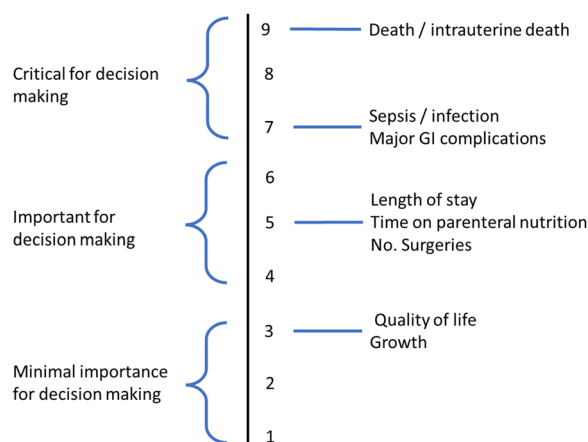 9 Death / intrauterine death
Critical for decision
making
8
7 Sepsis / infection
Major GI complications
6
Important for
decision making
Length of stay
5 Time on parenteral nutrition
No. Surgeries
4
3 Quality of life
Growth
Minimal importance
for decision making
2
1